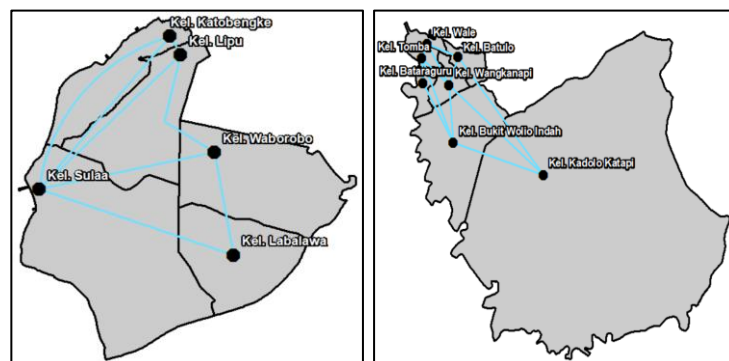 Kel. Katobengke
Kel. Lipu
Kel. Waborobo
Kel. Sulaa
Kel. Labalawa
Kel. Wale
Kel. Tomba
Kel. Batulo
Kel. Bataraguru
Kel. Wangkanapi
Kel. Bukit Wolio Indah
Kel. Kadolo Katapi